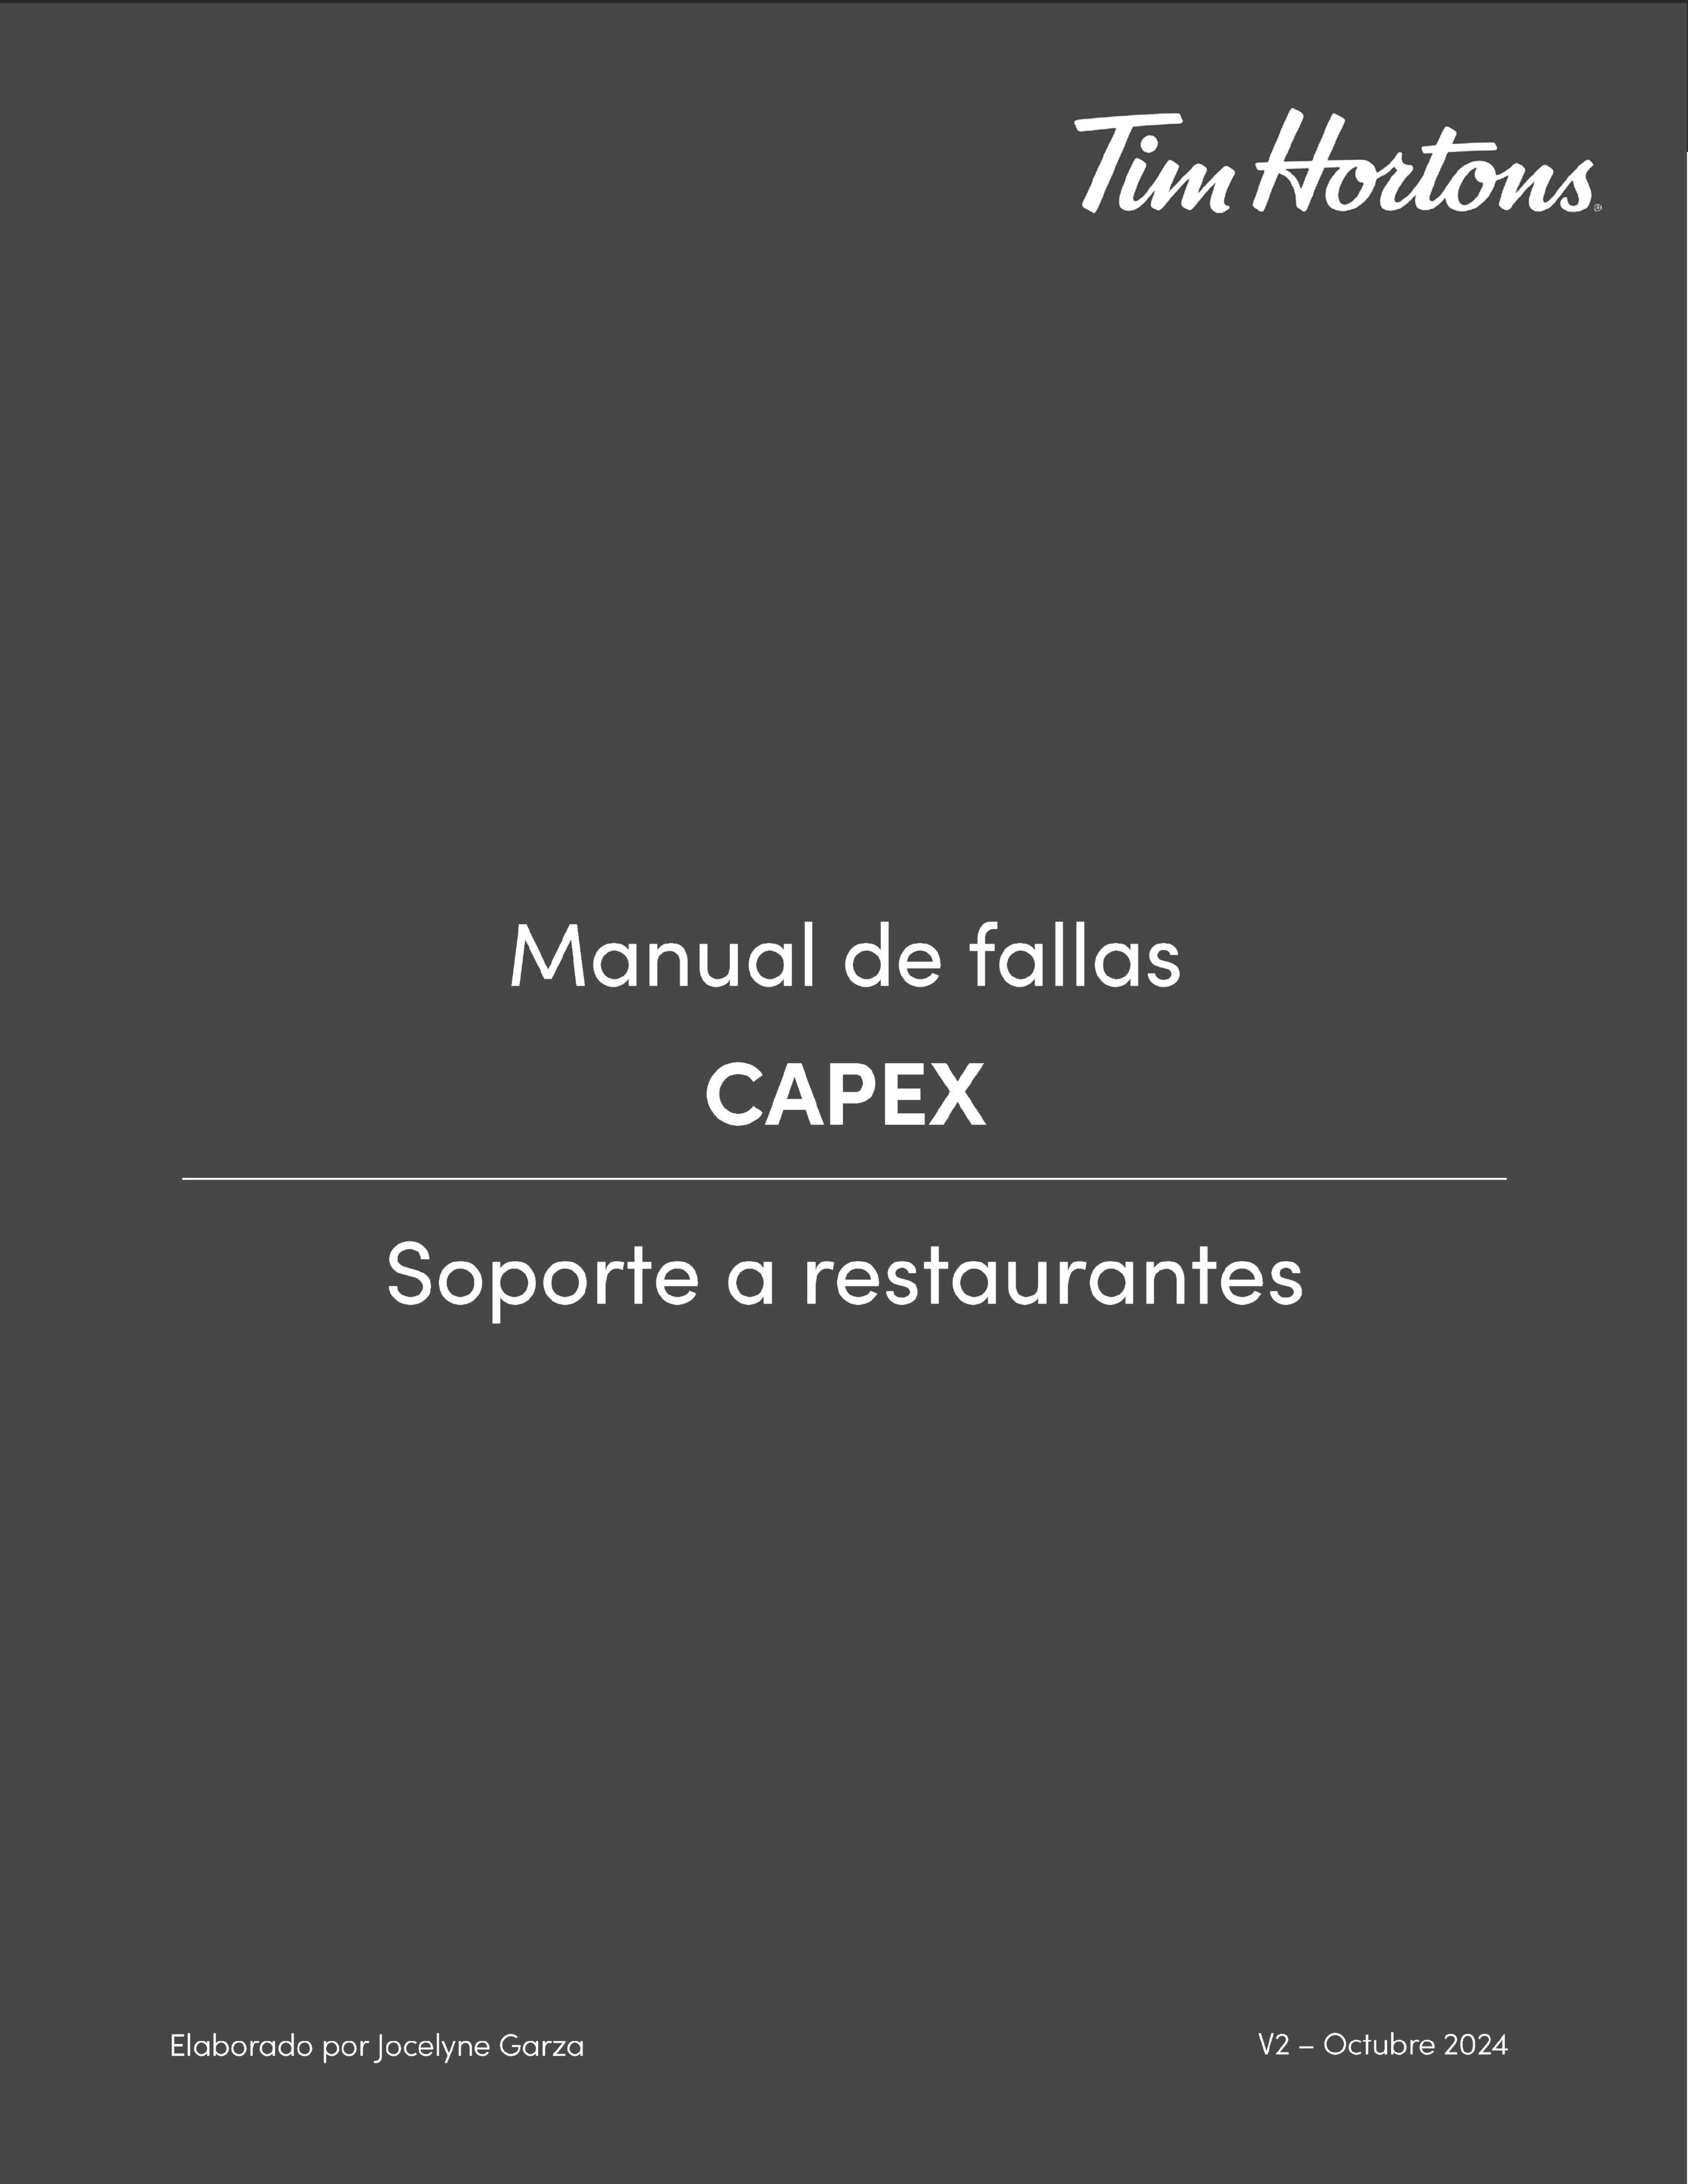 Tim Hortons®
Manual de fallas
CAPEX
Soporte a restaurantes
Elaborado por Jocelyne Garza
V2 – Octubre 2024